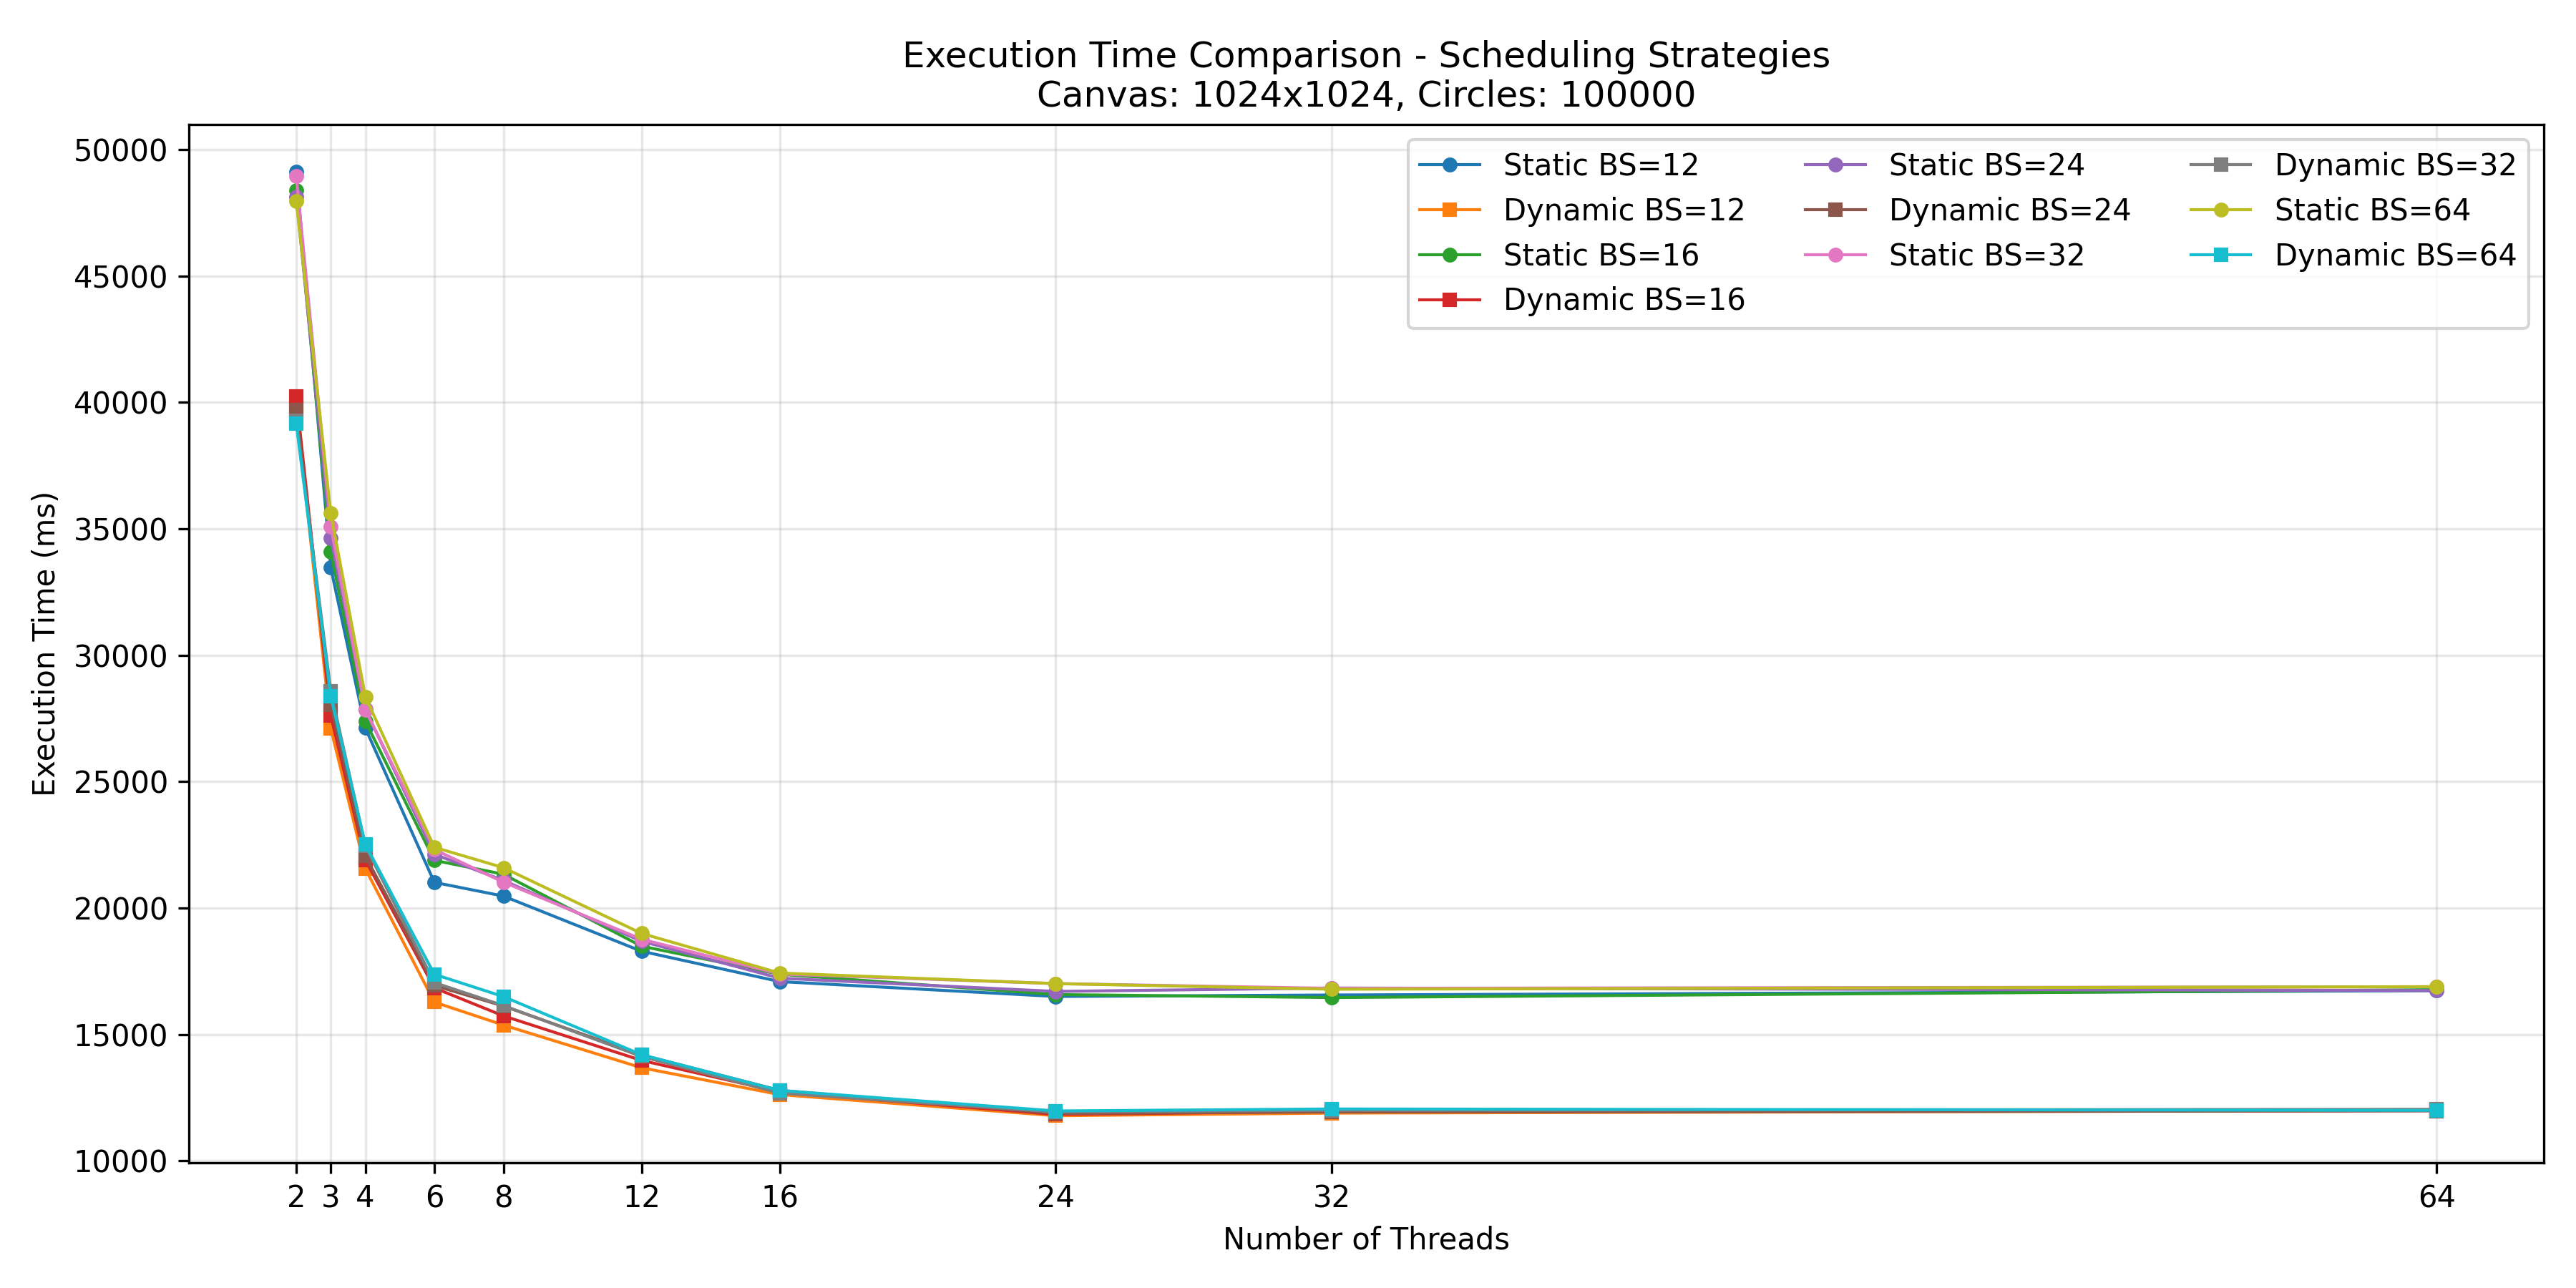 Execution Time Comparison - Scheduling Strategies
Canvas: 1024x1024, Circles: 100000
Execution Time (ms)
50000
45000
40000
35000
30000
25000
20000
15000
10000
Static BS=12
Dynamic BS=12
Static BS=16
Dynamic BS=16
Static BS=24
Dynamic BS=24
Static BS=32
Dynamic BS=32
Static BS=64
Dynamic BS=64
2 3 4 6 8 12 16 24 32 64
Number of Threads